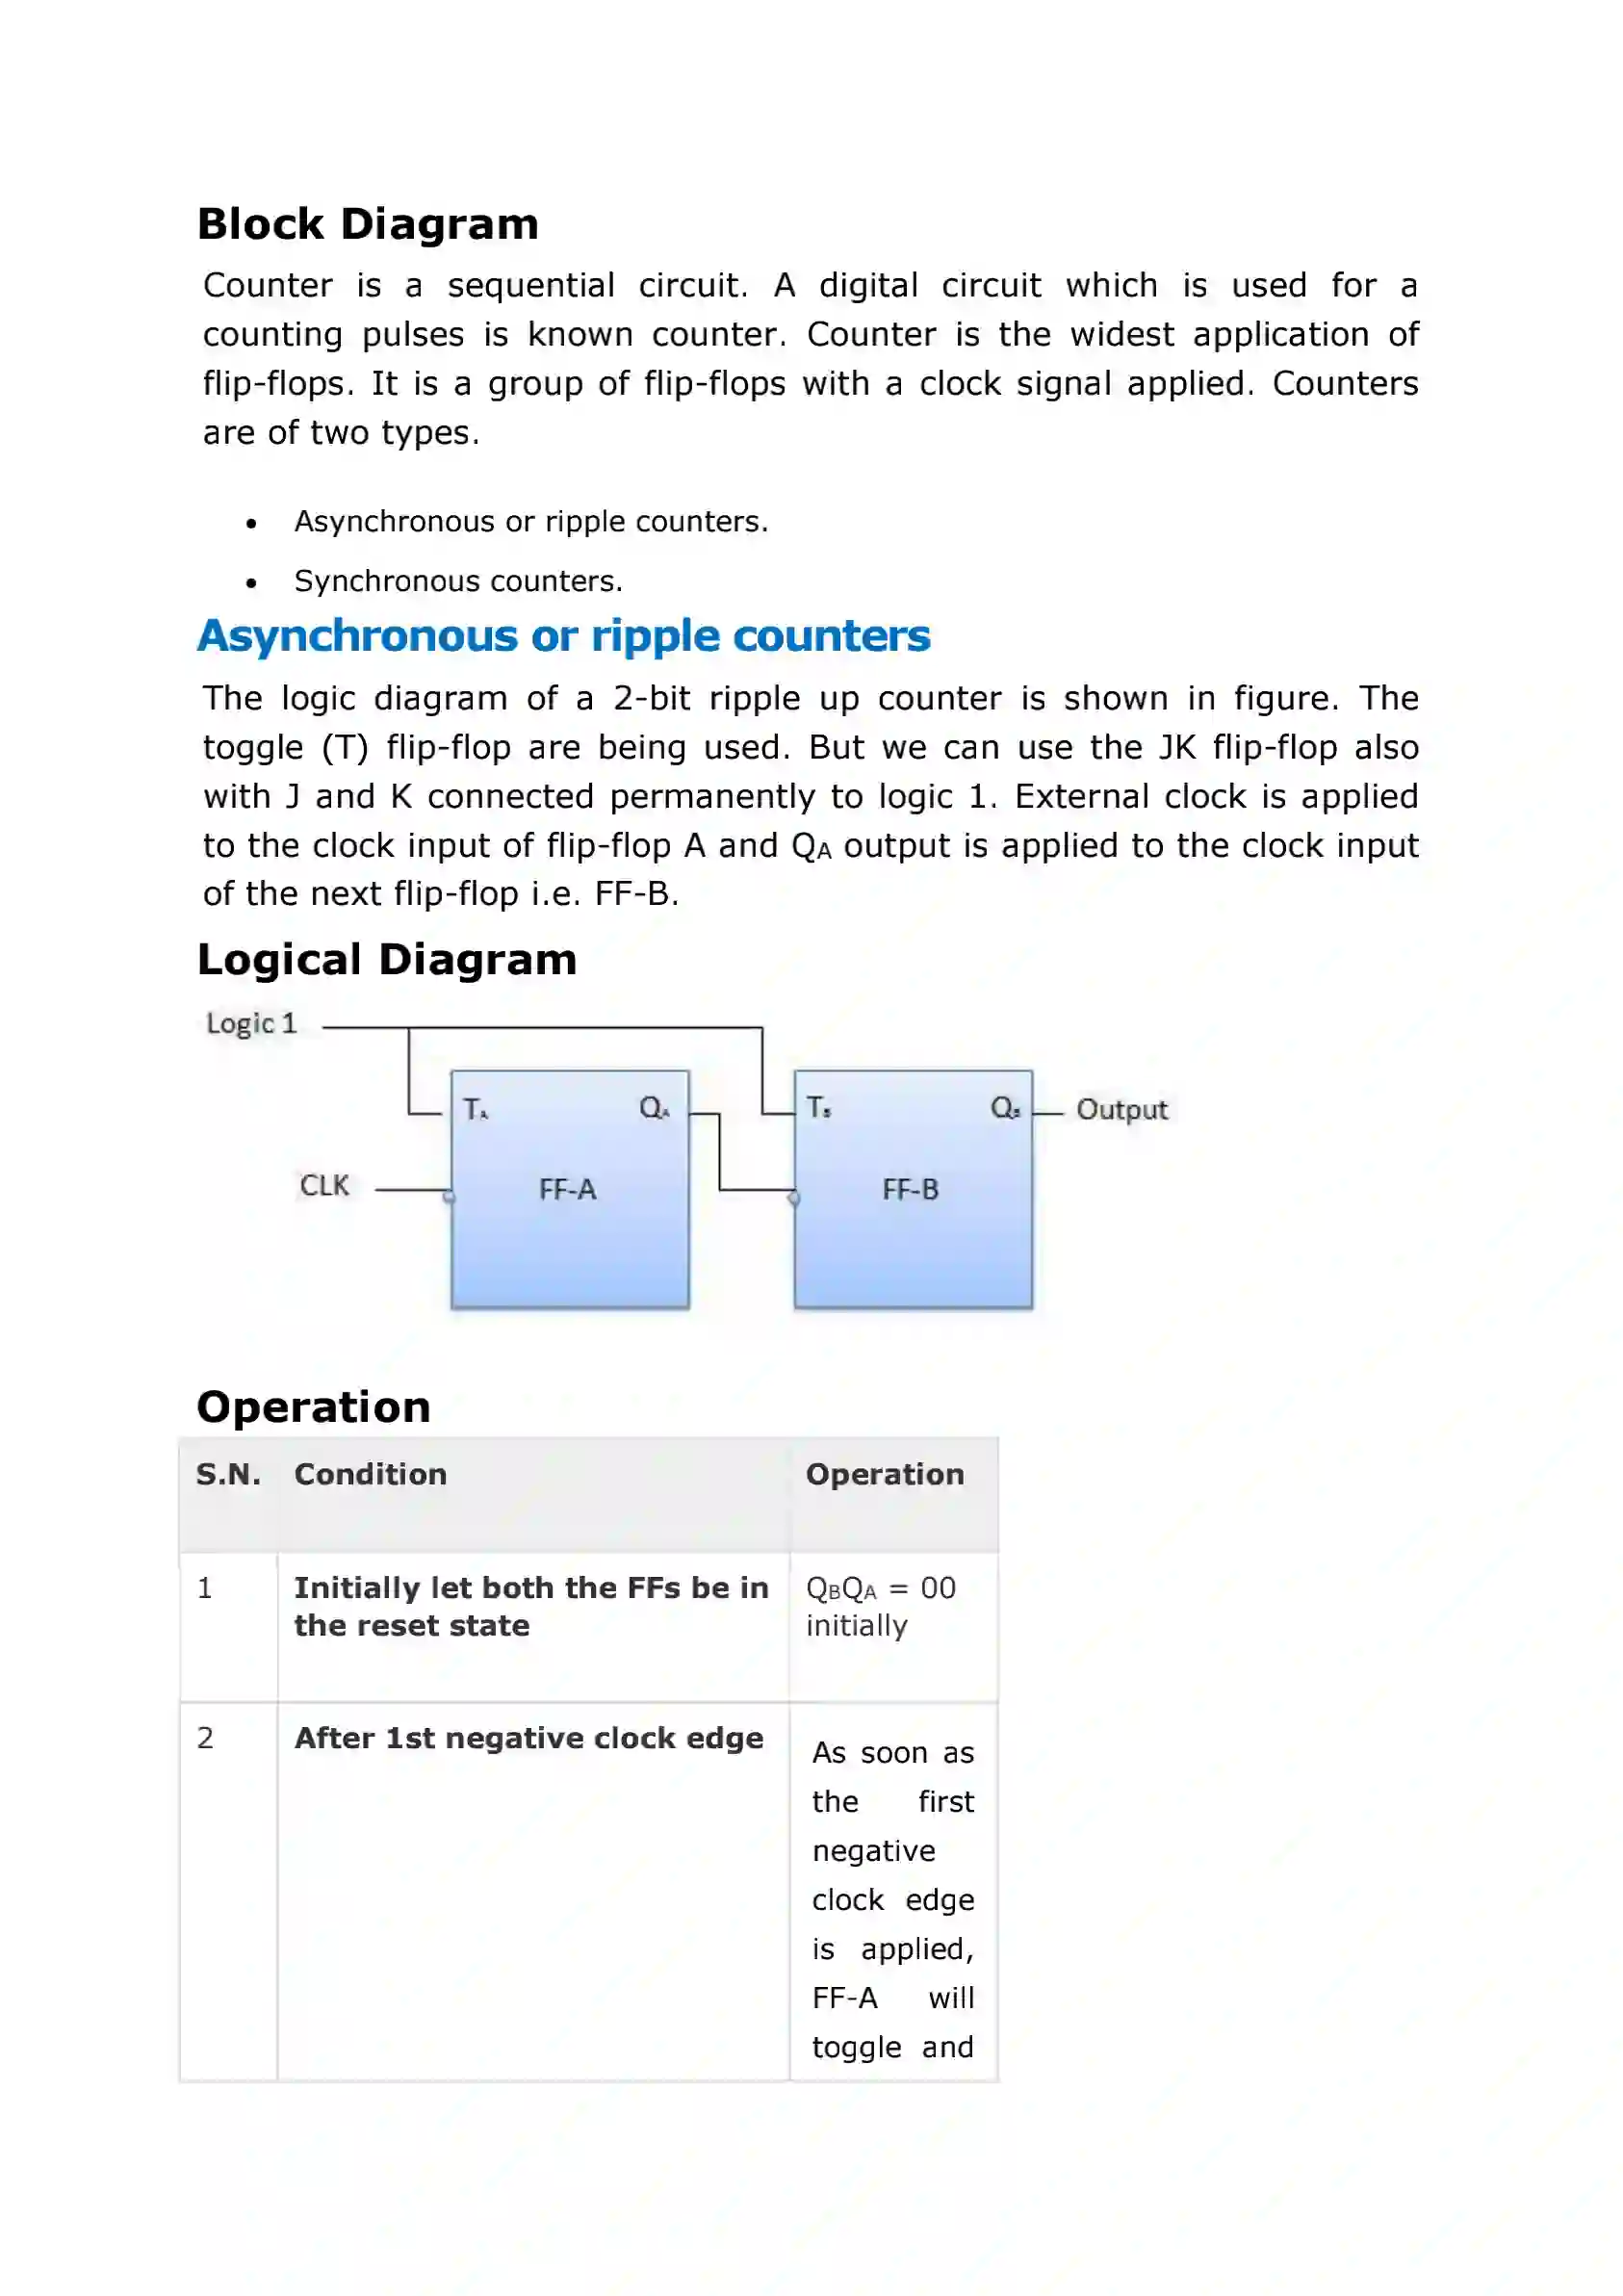 Block Diagram
Counter is a sequential circuit. A digital circuit which is used for a
counting pulses is known counter. Counter is the widest application of
flip-flops. It is a group of flip-flops with a clock signal applied. Counters
are of two types.
• Asynchronous or ripple counters.
• Synchronous counters.
Asynchronous or ripple counters
The logic diagram of a 2-bit ripple up counter is shown in figure. The
toggle (T) flip-flop are being used. But we can use the JK flip-flop also
with J and K connected permanently to logic 1. External clock is applied
to the clock input of flip-flop A and QA output is applied to the clock input
of the next flip-flop i.e. FF-B.
Logical Diagram
Logic 1
TA QA TB QB Output
CLK FF-A FF-B
Operation
S.N. Condition Operation
1 Initially let both the FFs be in QBQA = 00
the reset state initially
2 After 1st negative clock edge
As soon as
the first
negative
clock edge
is applied,
FF-A will
toggle and